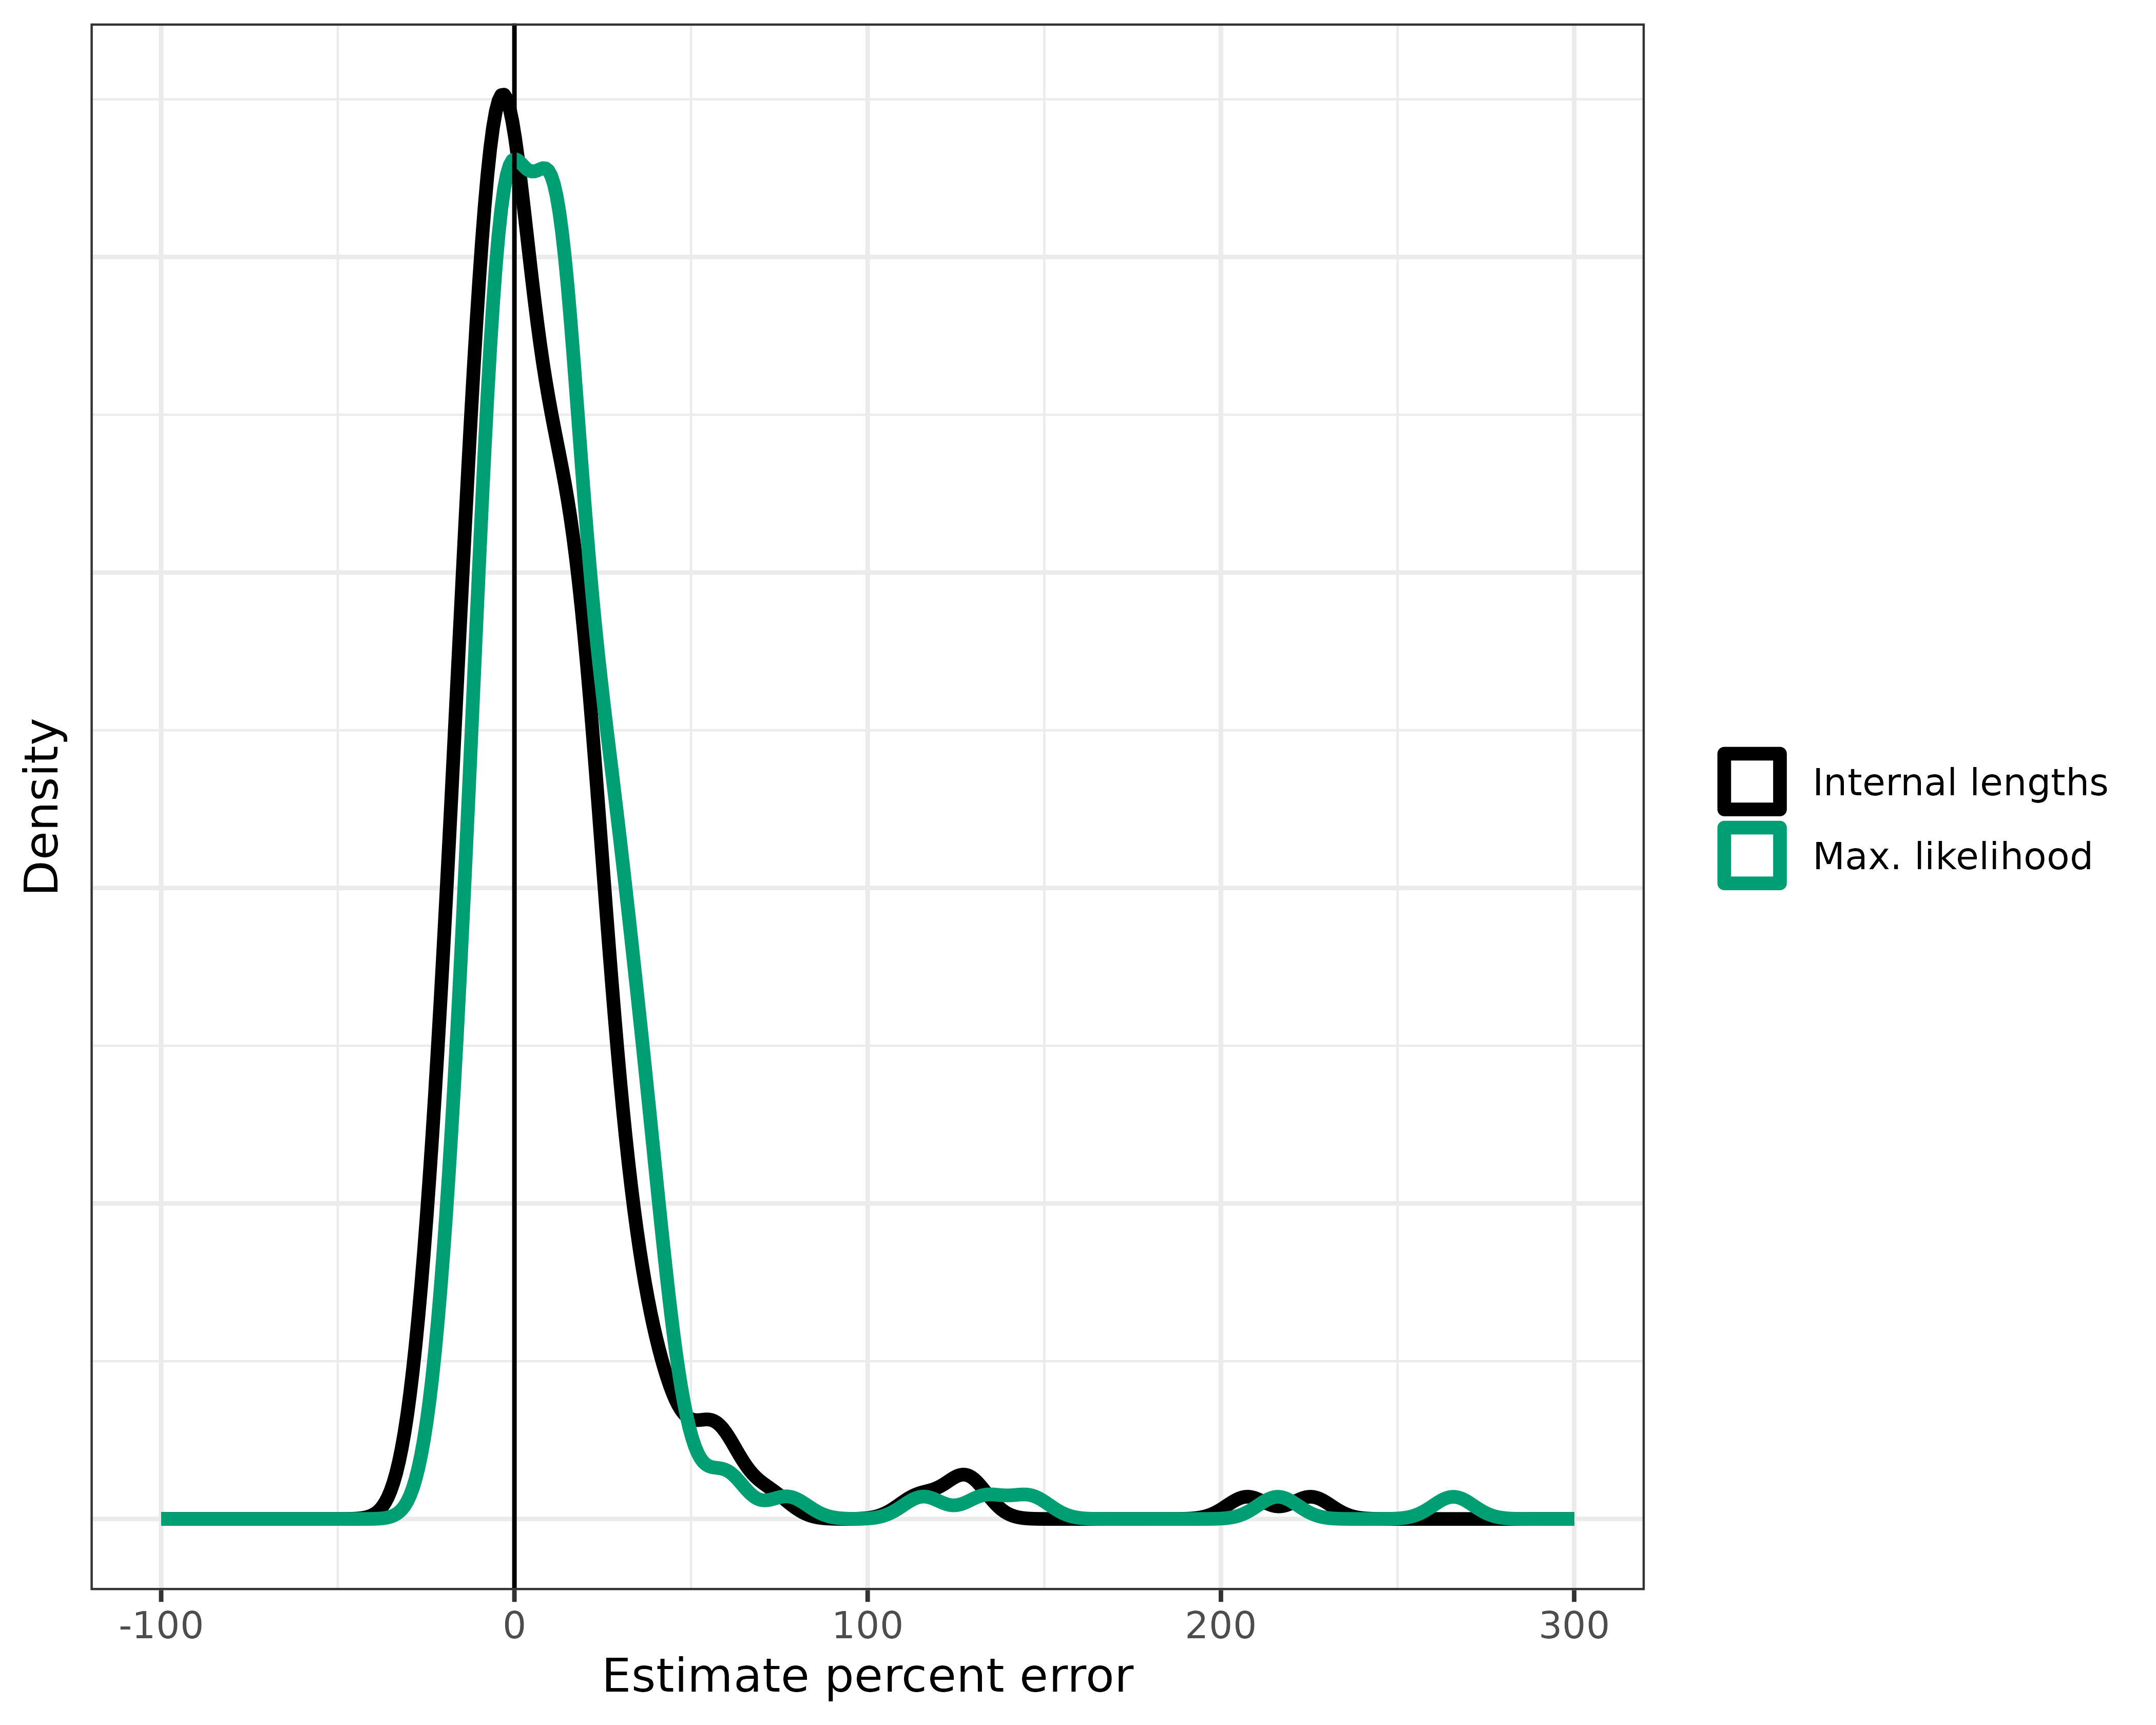 Density
Internal lengths
Max. likelihood
-100 0 100 200 300
Estimate percent error